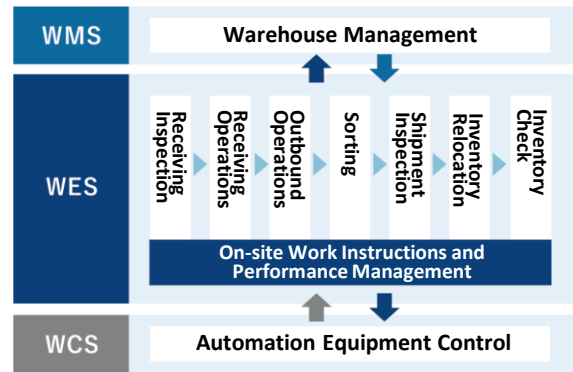 WMS
Warehouse Management
WES
Receiving
Inspection
Receiving
Operations
Outbound
Operations
Sorting
Shipment
Inspection
Inventory
Relocation
Inventory
Check
On-site Work Instructions and
Performance Management
WCS
Automation Equipment Control